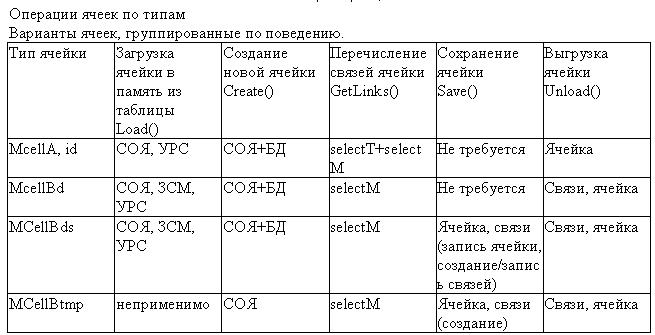 Операции ячеек по типам
Варианты ячеек, группированные по поведению.
Тип ячейки
Загрузка
ячейки в
память из
таблицы
Load()
Создание
новой ячейки
Create()
Перечисление
связей ячейки
GetLinks()
Сохранение
ячейки
Save()
Выгрузка
ячейки
Unload()
McellA, id
СОЯ, УРС
СОЯ+БД
selectT+select
M
Не требуется
Ячейка
McellBd
СОЯ, ЗСМ,
УРС
СОЯ+БД
selectM
Не требуется
Связи, ячейка
MCellBds
СОЯ, ЗСМ,
УРС
СОЯ+БД
selectM
Ячейка, связи
(запись ячейки,
создание/запис
ь связей)
Связи, ячейка
MCellBtmp
неприменимо
СОЯ
selectM
Ячейка, связи
(создание)
Связи, ячейка